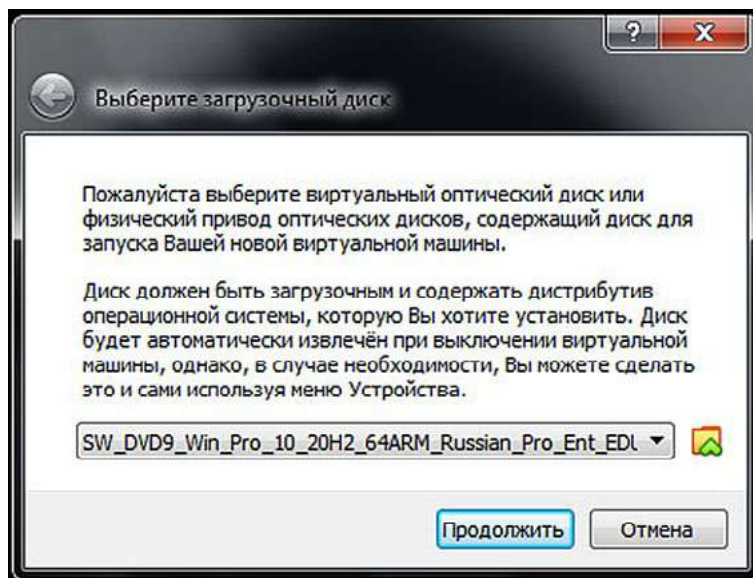 ?
X
Выберите загрузочный диск
Пожалуйста выберите виртуальный оптический диск или
физический привод оптических дисков, содержащий диск для
запуска Вашей новой виртуальной машины.
Диск должен быть загрузочным и содержать дистрибутив
операционной системы, которую Вы хотите установить. Диск
будет автоматически извлечён при выключении виртуальной
машины, однако, в случае необходимости, Вы можете сделать
это и сами используя меню Устройства.
SW_DVD9_Win_Pro_10_20H2_64ARM_Russian_Pro_Ent_EDU
Продолжить Отмена